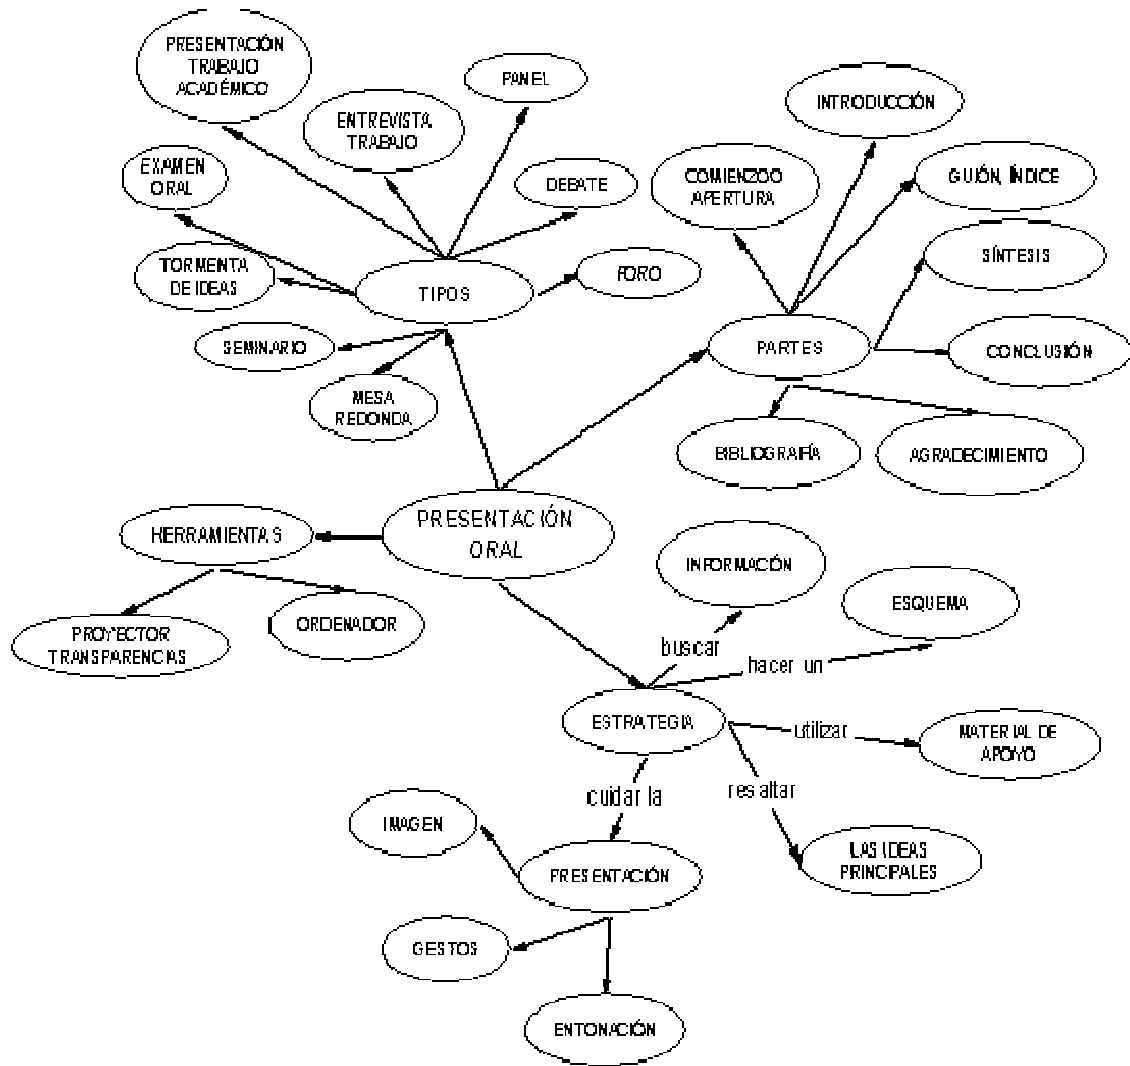 PRESENTACIÓN
TRABAJO
ACADÉMICO
ENTREVISTA
TRABAJO
PANEL
EXAMEN
ORAL
DEBATE
TORMENTA
DE IDEAS
TIPOS
FORO
SEMINARIO
MESA
REDONDA
INTRODUCCIÓN
COMIENZO O
APERTURA
GUIÓN, ÍNDICE
SÍNTESIS
PARTES
CONCLUSIÓN
BIBLIOGRAFÍA
AGRADECIMIENTO
PRESENTACIÓN
ORAL
HERRAMIENTAS
PROYECTOR
TRANSPARENCIAS
ORDENADOR
INFORMACIÓN
ESQUEMA
buscar
hacer un
ESTRATEGIA
utilizar
MATERIAL DE
APOYO
cuidar la
resaltar
IMAGEN
LAS IDEAS
PRINCIPALES
PRESENTACIÓN
GESTOS
ENTONACIÓN